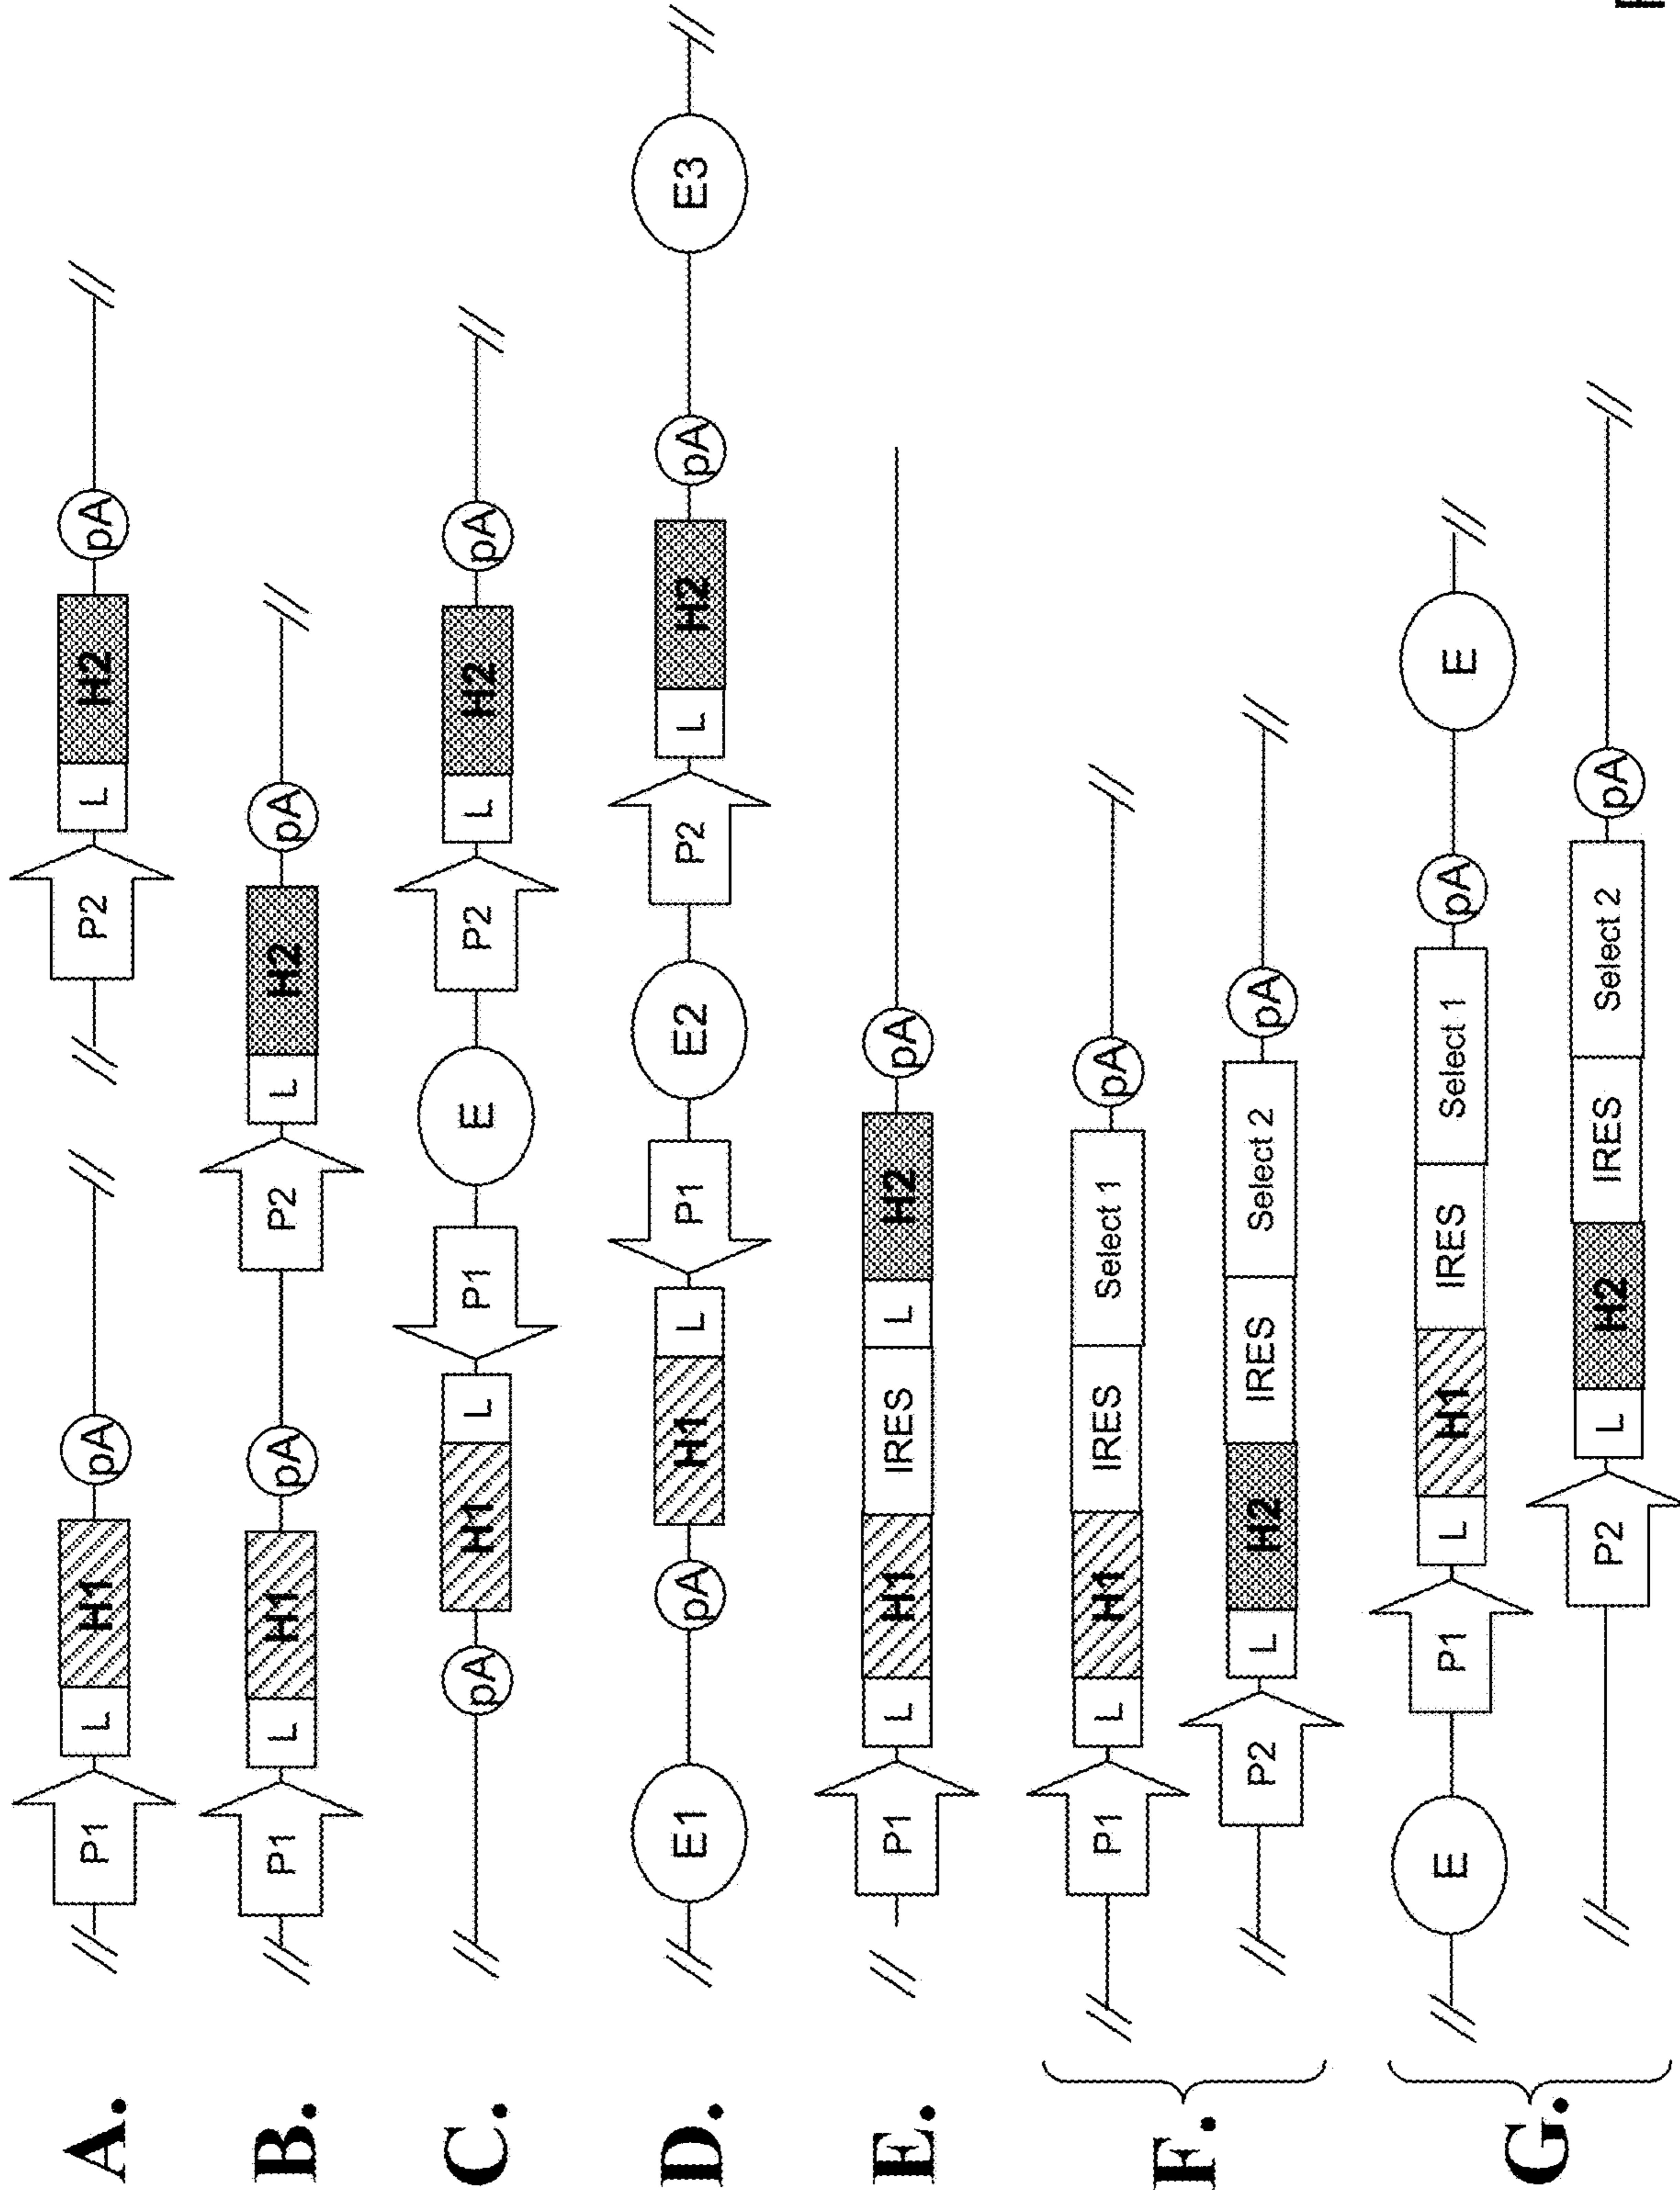 A. P1 L H1 pA P2 L H2 pA
B. P1 L H1 pA P2 L H2 pA
C. pA H1 L P1 E P2 L H2 pA
D. E1 pA H1 L P1 E2 P2 L H2 pA E3
E. P1 L H1 IRES L H2 pA
F. P1 L H1 IRES Select 1 pA
P2 L H2 IRES Select 2 pA
G. E P1 L H1 IRES Select 1 pA E
P2 L H2 IRES Select 2 pA